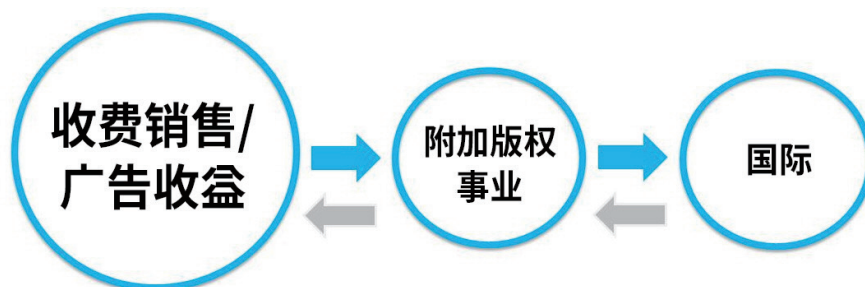 收费销售/
广告收益
附加版权
事业
国际